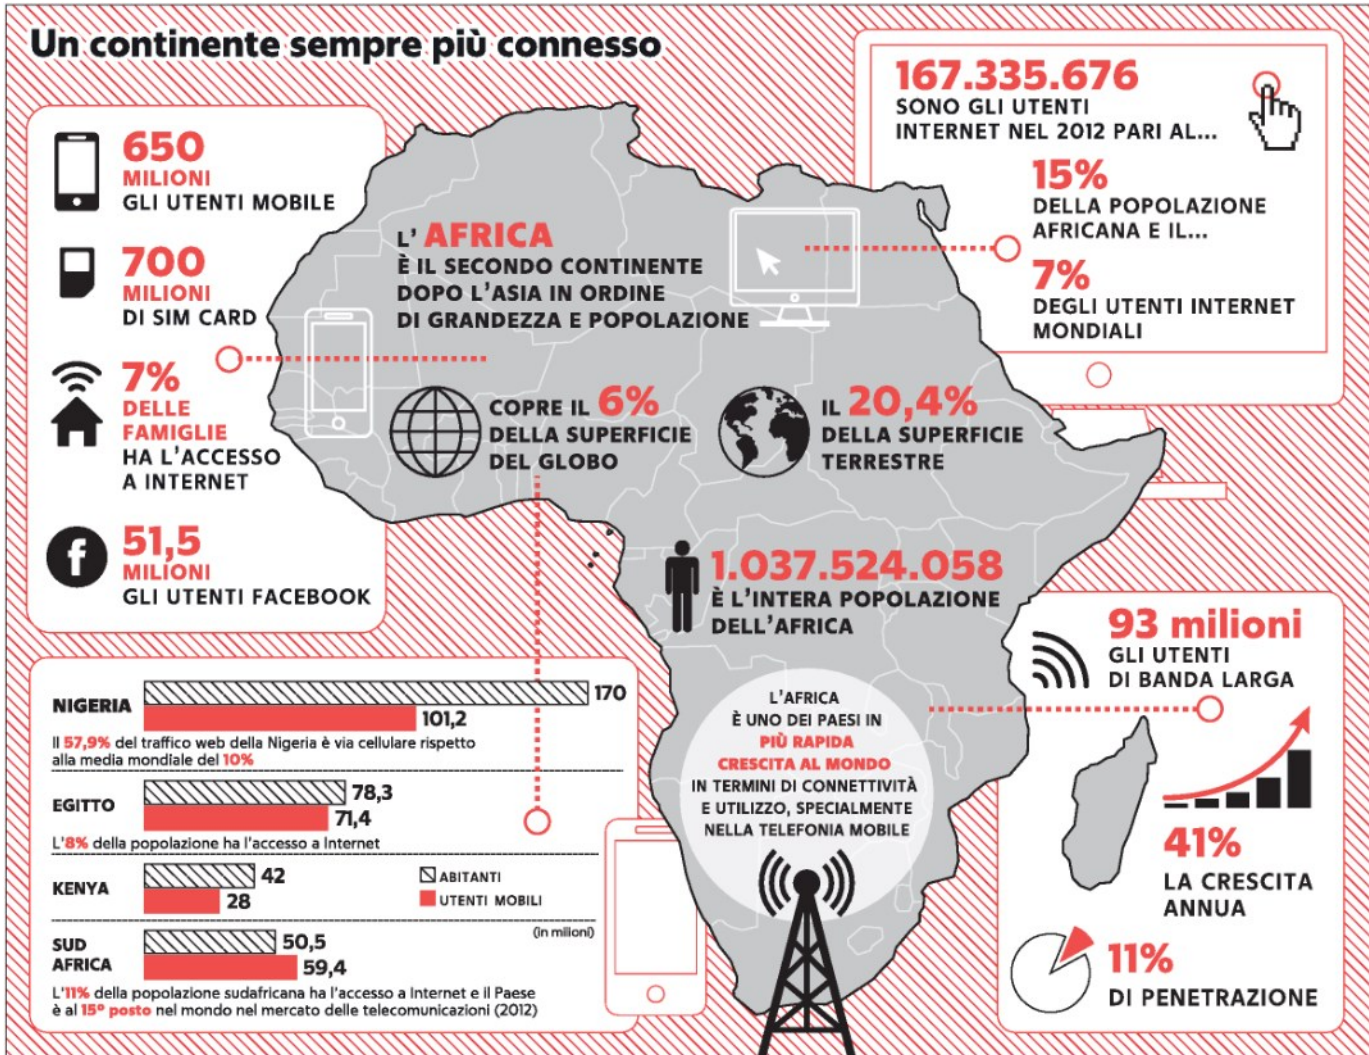 Un continente sempre più connesso
650
MILIONI
GLI UTENTI MOBILE
700
MILIONI
DI SIM CARD
7%
DELLE
FAMIGLIE
HA L'ACCESSO
A INTERNET
f
51,5
MILIONI
GLI UTENTI FACEBOOK
L' AFRICA
È IL SECONDO CONTINENTE
DOPO L'ASIA IN ORDINE
DI GRANDEZZA E POPOLAZIONE
COPRE IL 6%
DELLA SUPERFICIE
DEL GLOBO
IL 20,4%
DELLA SUPERFICIE
TERRESTRE
1.037.524.058
È L'INTERA POPOLAZIONE
DELL'AFRICA
167.335.676
SONO GLI UTENTI
INTERNET NEL 2012 PARI AL...
15%
DELLA POPOLAZIONE
AFRICANA E IL...
7%
DEGLI UTENTI INTERNET
MONDIALI
NIGERIA
170
101,2
Il 57,9% del traffico web della Nigeria è via cellulare rispetto
alla media mondiale del 10%
EGITTO
78,3
71,4
L'8% della popolazione ha l'accesso a Internet
KENYA
42
28
ABITANTI
UTENTI MOBILI
(in milioni)
SUD
AFRICA
50,5
59,4
L'11% della popolazione sudafricana ha l'accesso a Internet e il Paese
è al 15º posto nel mondo nel mercato delle telecomunicazioni (2012)
L'AFRICA
È UNO DEI PAESI IN
PIÙ RAPIDA
CRESCITA AL MONDO
IN TERMINI DI CONNETTIVITÀ
E UTILIZZO, SPECIALMENTE
NELLA TELEFONIA MOBILE
93 milioni
GLI UTENTI
DI BANDA LARGA
41%
LA CRESCITA
ANNUA
11%
DI PENETRAZIONE